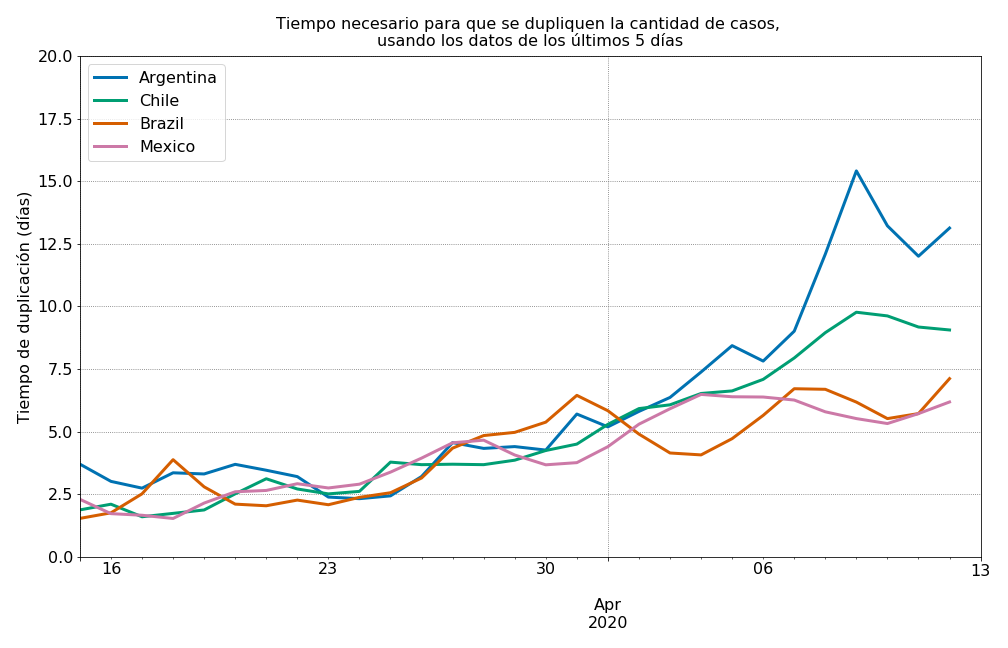 Tiempo necesario para que se dupliquen la cantidad de casos,
usando los datos de los últimos 5 días
20.0
17.5
15.0
12.5
10.0
7.5
5.0
2.5
0.0
Tiempo de duplicación (días)
Argentina
Chile
Brazil
Mexico
16
23
30
06
13
Apr
2020